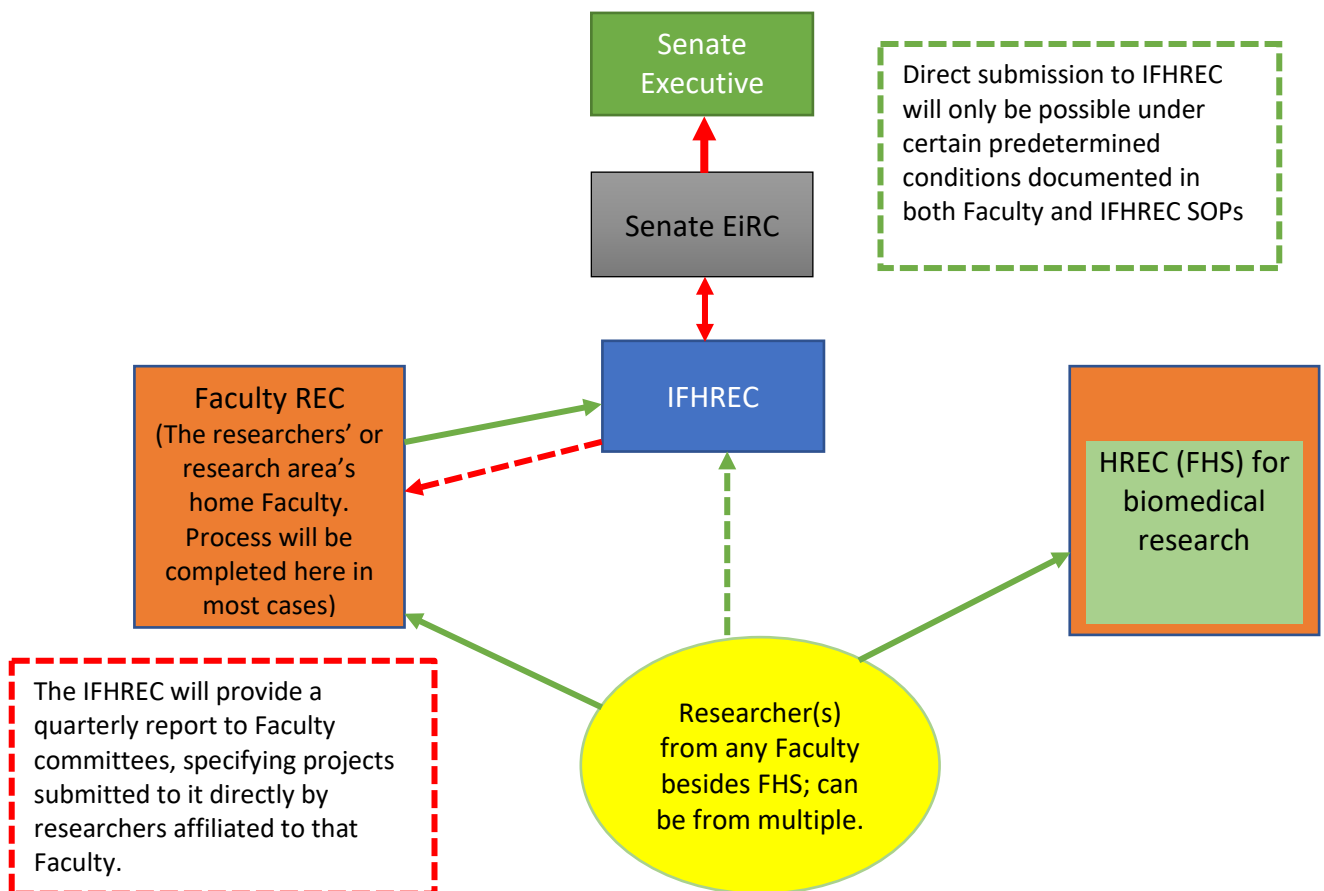 Senate
Executive
Direct submission to IFHREC
will only be possible under
certain predetermined
conditions documented in
both Faculty and IFHREC SOPs
Senate EiRC
IFHREC
Faculty REC
(The researchers’ or
research area’s
home Faculty.
Process will be
completed here in
most cases)
HREC (FHS) for
biomedical
research
The IFHREC will provide a
quarterly report to Faculty
committees, specifying projects
submitted to it directly by
researchers affiliated to that
Faculty.
Researcher(s)
from any Faculty
besides FHS; can
be from multiple.